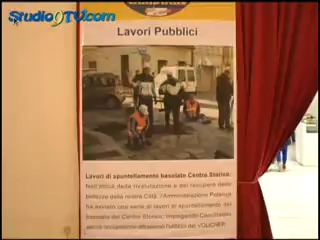 Studio9TV.com
Lavori Pubblici
Lavori di spuntellamento basolato Centro Storico:
Nell'ottica della rivalutazione e del recupero delle
bellezze della nostra Città, l'Amministrazione
ha avviato una serie di lavori di spuntellamento del
basolato del Centro Storico, impiegando
VOUCHER